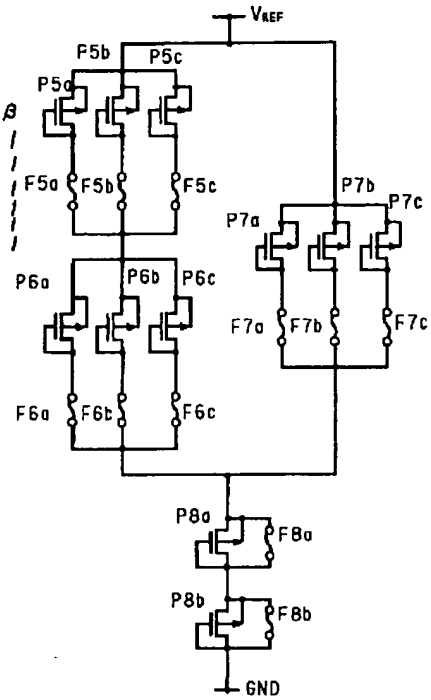 VREF
P5b
P5a
P5c
β
F5a
F5b
F5c
P7b
P7a
P7c
P6a
P6b
P6c
F7a
F7b
F7c
F6a
F6b
F6c
P8a
F8a
P8b
F8b
GND